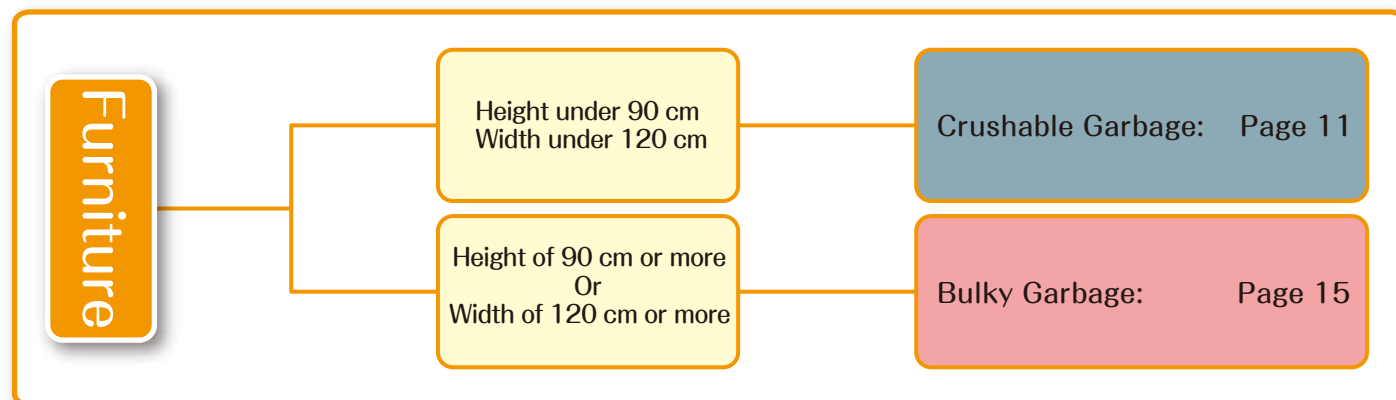 Furniture
Height under 90 cm
Width under 120 cm
Crushable Garbage: Page 11
Height of 90 cm or more
Or
Width of 120 cm or more
Bulky Garbage: Page 15